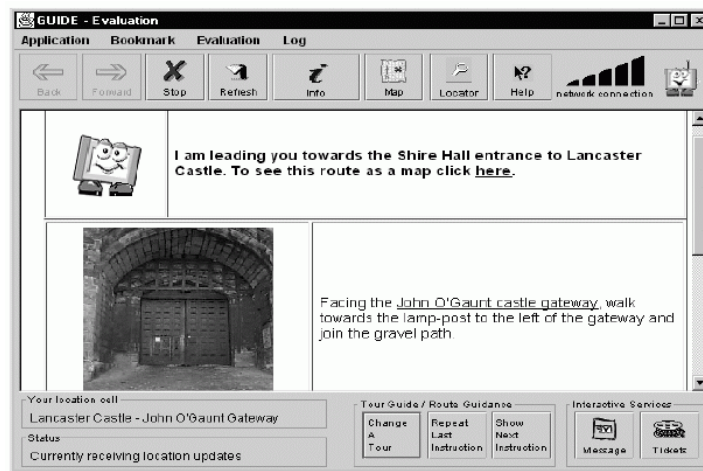 GUIDE - Evaluation
Application Bookmark Evaluation Log
Back Forward Stop Refresh Info Map Locator Help network connection
I am leading you towards the Shire Hall entrance to Lancaster
Castle. To see this route as a map click here.
Facing the John O'Gaunt castle gateway, walk
towards the lamp-post to the left of the gateway and
join the gravel path.
Your location cell
Lancaster Castle - John O'Gaunt Gateway
Status
Currently receiving location updates
Tour Guide / Route Guidance
Change A Tour
Repeat Last Instruction
Show Next Instruction
Interactive Services
Message Tickets